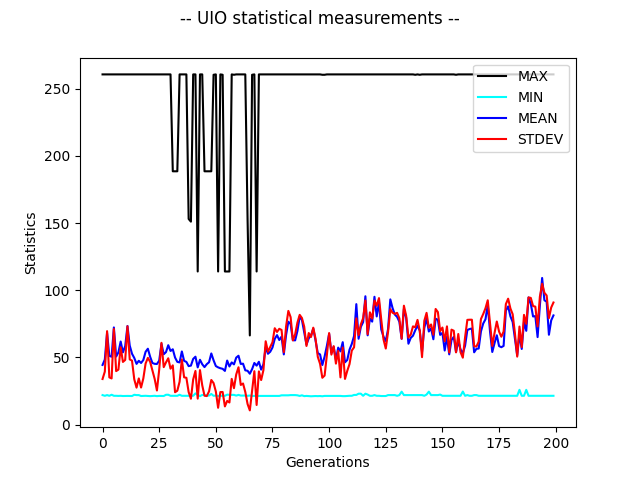 -- UIO statistical measurements --
MAX
MIN
MEAN
STDEV
Statistics
250
200
150
100
50
0
0 25 50 75 100 125 150 175 200
Generations